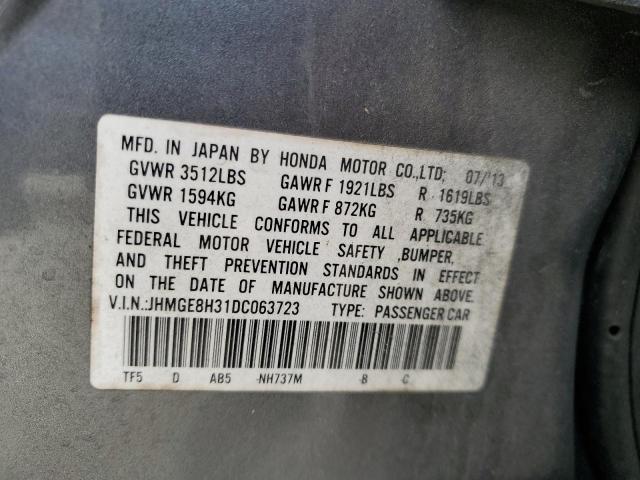 MFD. IN JAPAN BY HONDA MOTOR CO.,LTD; 07/'13
GVWR 3512LBS GAWR F 1921LBS R 1619LBS
GVWR 1594KG GAWR F 872KG R 735KG
THIS VEHICLE CONFORMS TO ALL APPLICABLE
FEDERAL MOTOR VEHICLE SAFETY ,BUMPER,
AND THEFT PREVENTION STANDARDS IN EFFECT
ON THE DATE OF MANUFACTURE SHOWN ABOVE.
V.I.N.:JHMGE8H31DC063723 TYPE: PASSENGER CAR
TF5 D AB5 -NH737M -B C